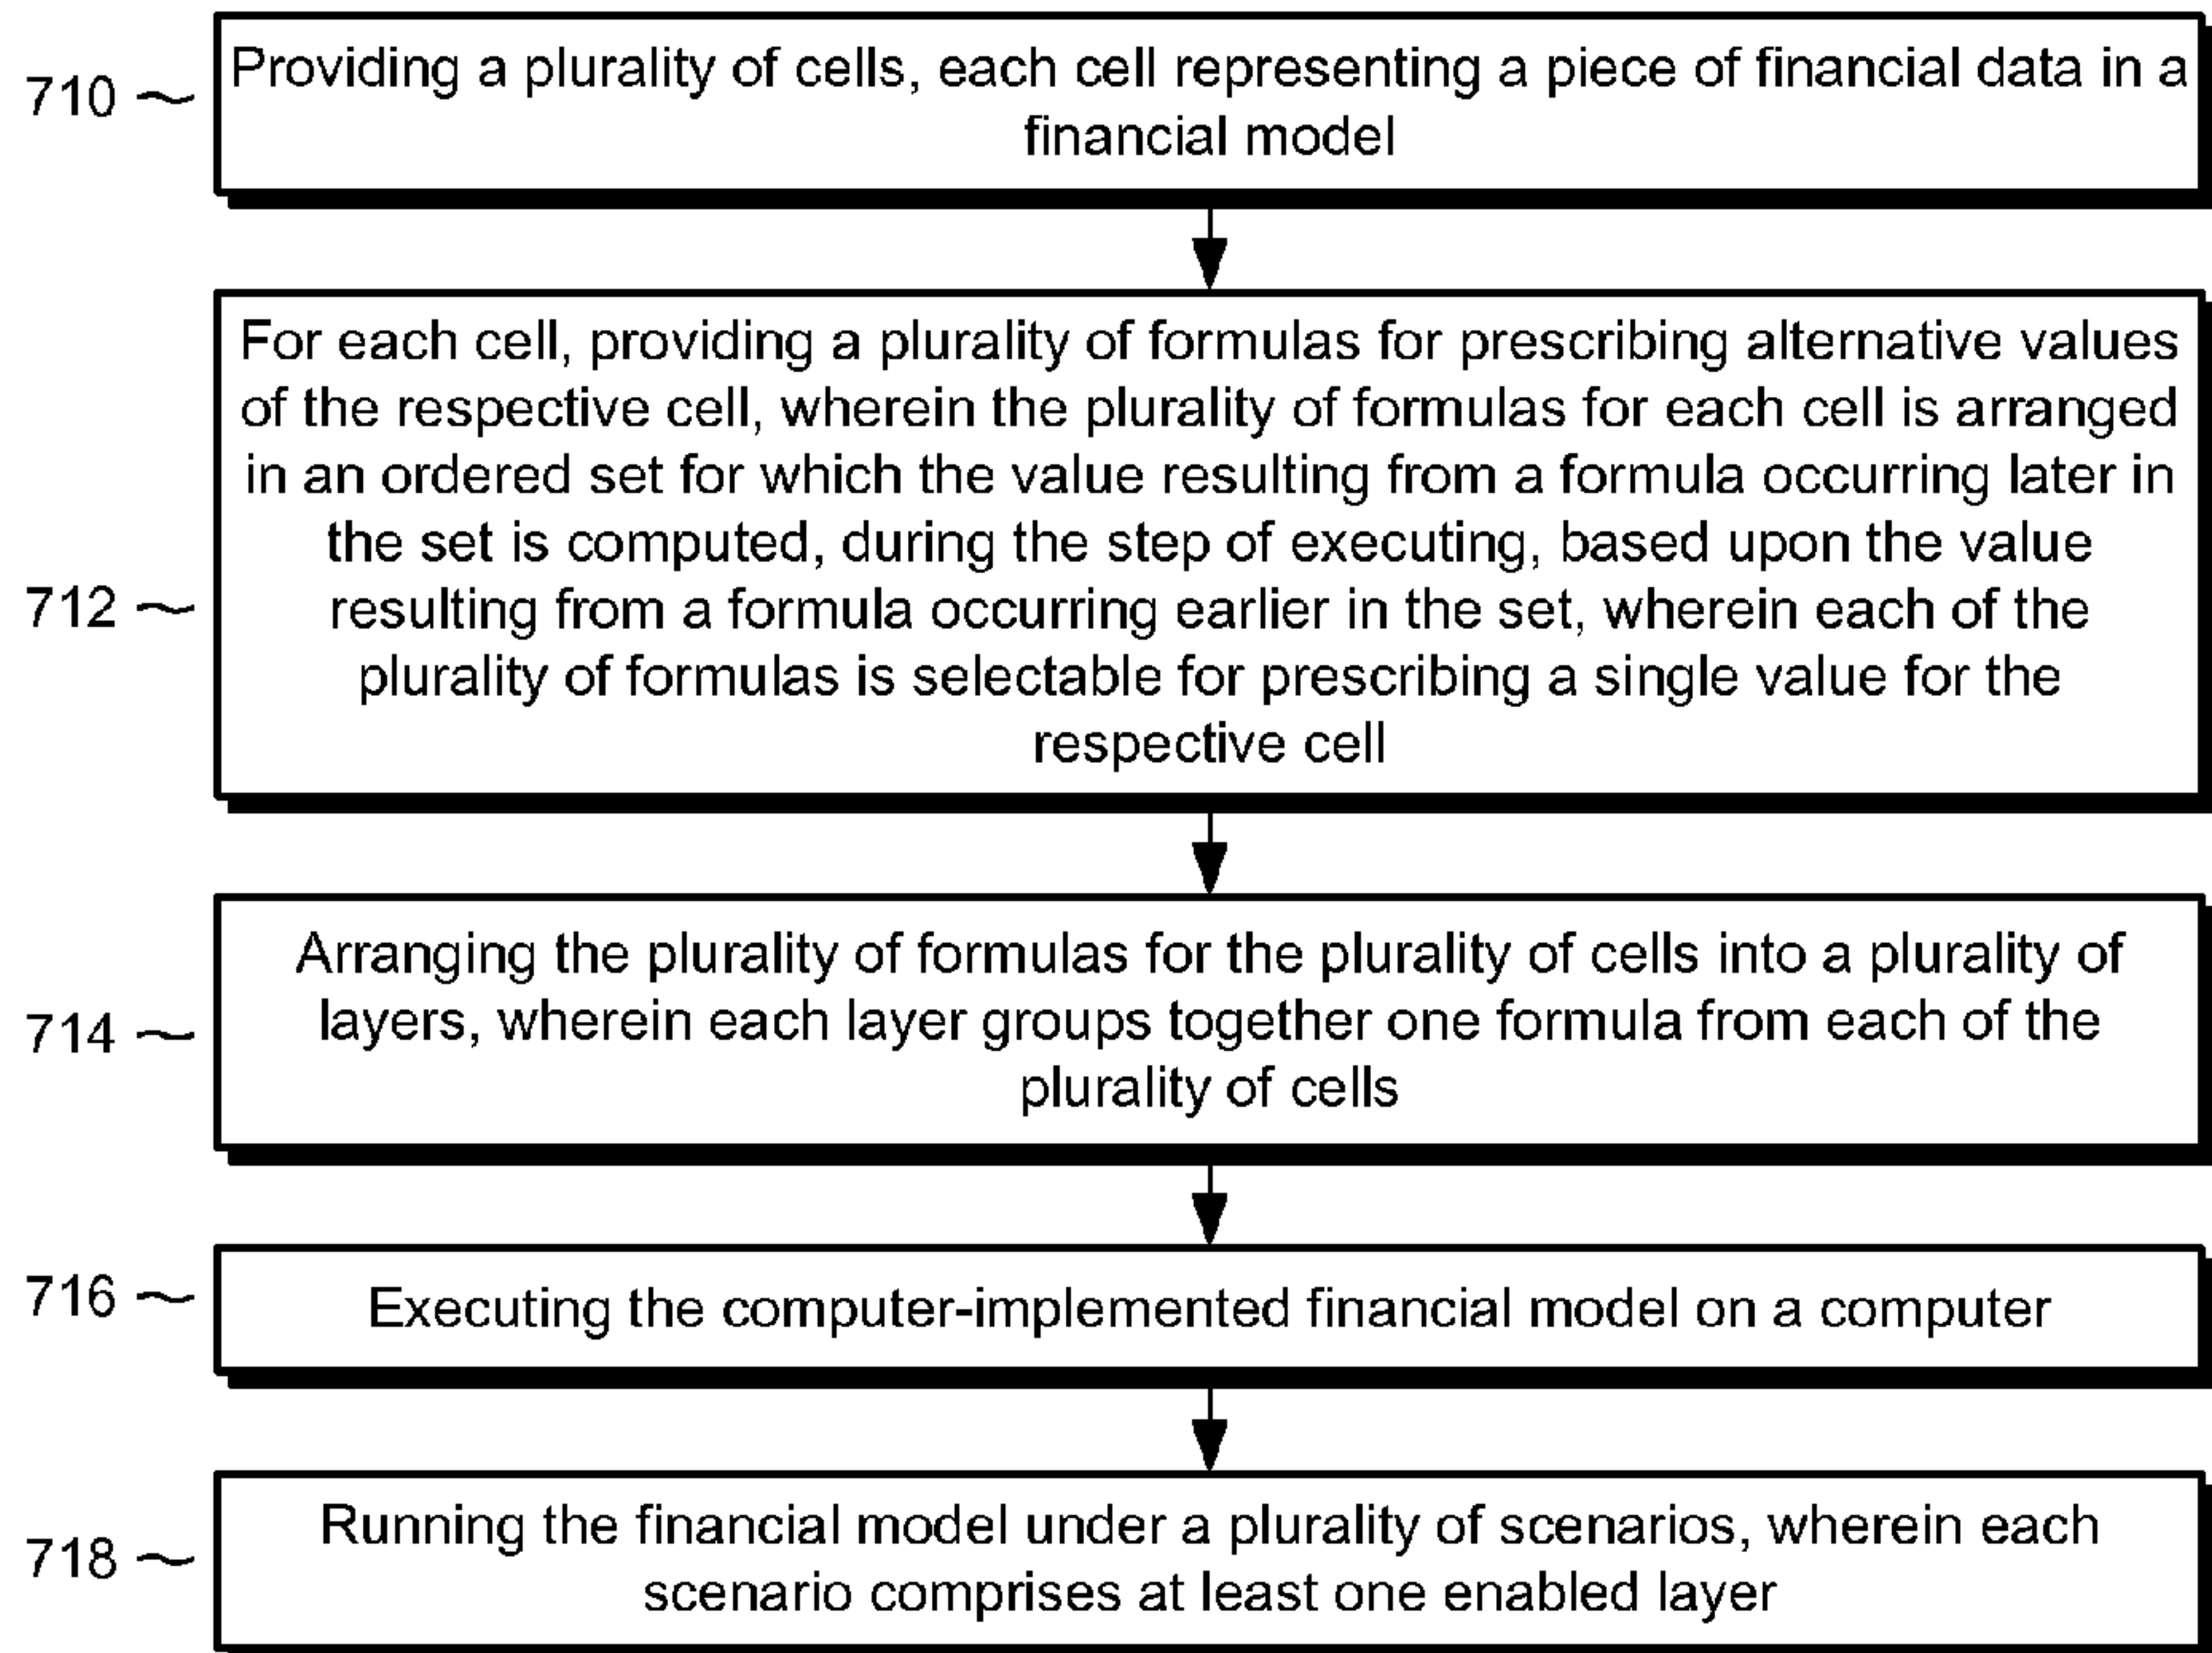 Providing a plurality of cells, each cell representing a piece of financial data in a
710 ~
financial model
For each cell, providing a plurality of formulas for prescribing alternative values
of the respective cell, wherein the plurality of formulas for each cell is arranged
in an ordered set for which the value resulting from a formula occurring later in
the set is computed, during the step of executing, based upon the value
712 ~
resulting from a formula occurring earlier in the set, wherein each of the
plurality of formulas is selectable for prescribing a single value for the
respective cell
Arranging the plurality of formulas for the plurality of cells into a plurality of
714 ~
layers, wherein each layer groups together one formula from each of the
plurality of cells
716 ~
Executing the computer-implemented financial model on a computer
Running the financial model under a plurality of scenarios, wherein each
718 ~
scenario comprises at least one enabled layer